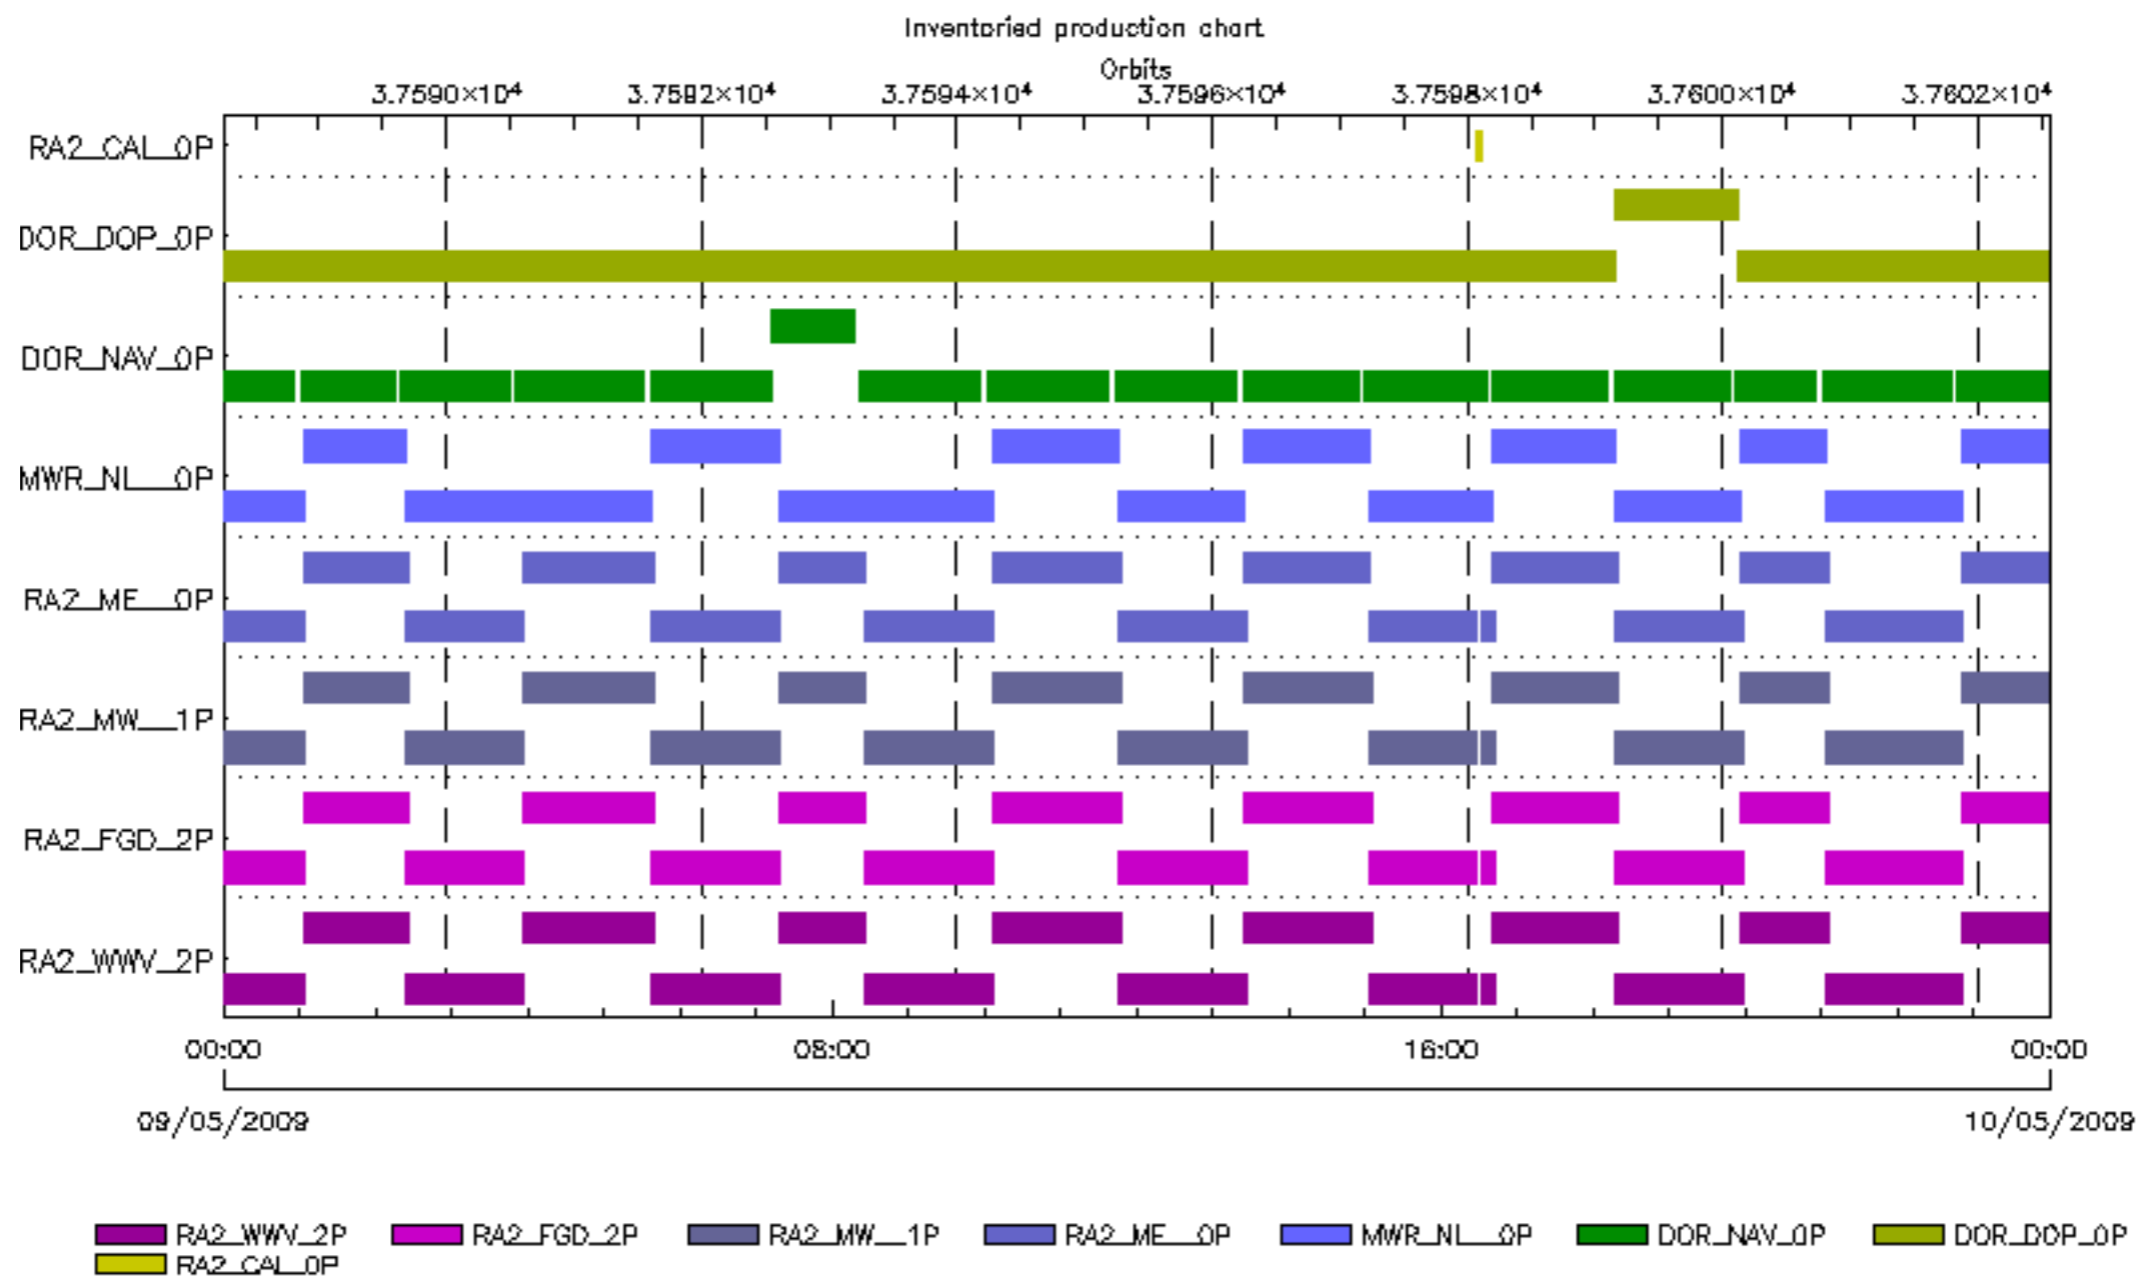 Inventoried production chart
Orbits
3.7590×10⁴ 3.7592×10⁴ 3.7594×10⁴ 3.7596×10⁴ 3.7598×10⁴ 3.7600×10⁴ 3.7602×10⁴
RA2_CAL_0P
DOR_DOP_0P
DOR_NAV_0P
MWR_NL__0P
RA2_ME__0P
RA2_MW__1P
RA2_FGD_2P
RA2_WWV_2P
00:00 08:00 16:00 00:00
09/05/2009 10/05/2009
RA2_WWV_2P RA2_FGD_2P RA2_MW__1P RA2_ME__0P MWR_NL__0P DOR_NAV_0P DOR_DOP_0P
RA2_CAL_0P